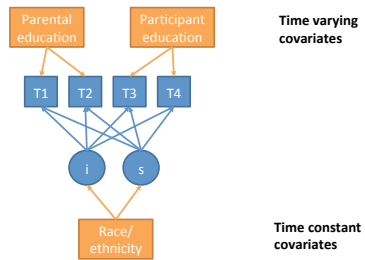 Parental
education
Participant
education
Time varying
covariates
T1 T2 T3 T4
i s
Race/
ethnicity
Time constant
covariates